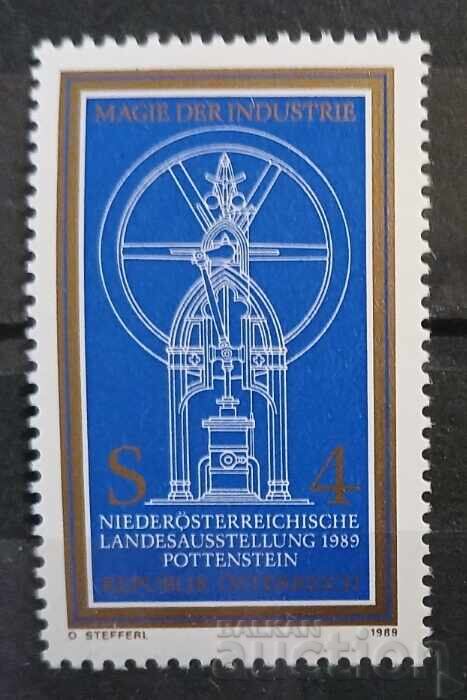 MAGIE DER INDUSTRIE
S 4
NIEDERÖSTERREICHISCHE
LANDESAUSSTELLUNG 1989
POTTENSTEIN
REPUBLIK ÖSTERREICH
O STEFFERL 1989
BALKAN
auction